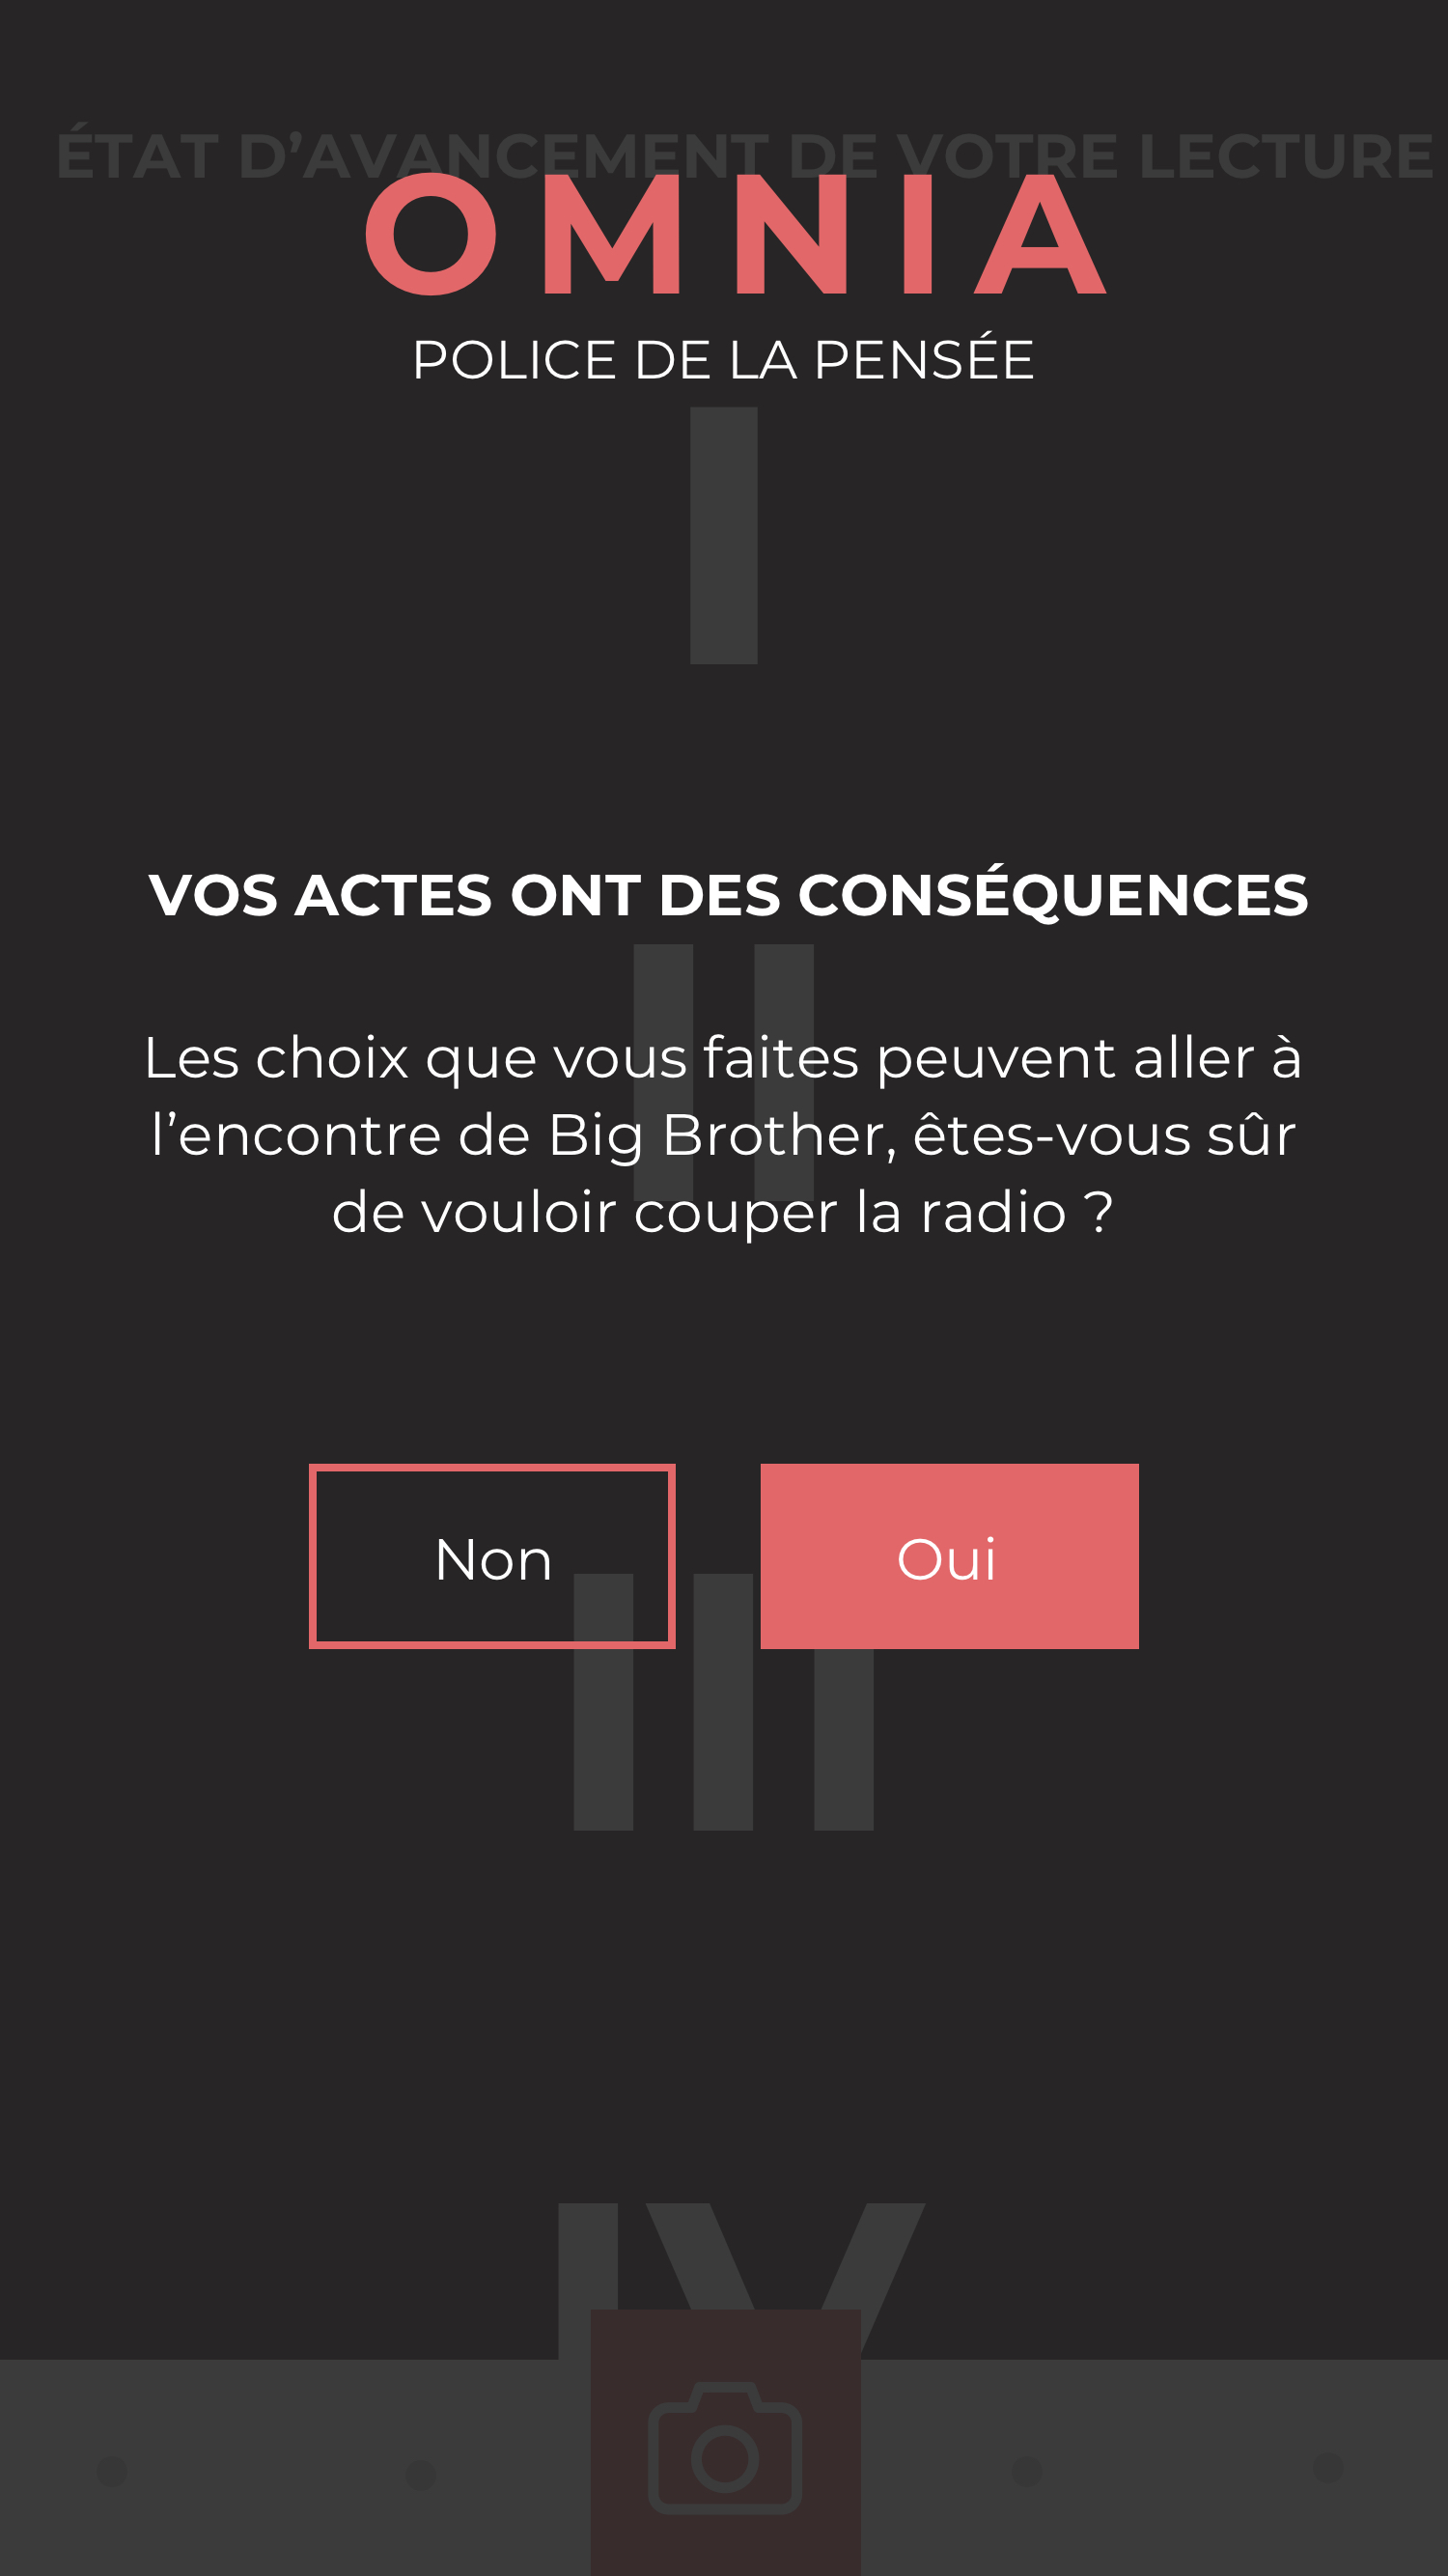 ÉTAT D’AVANCEMENT DE VOTRE LECTURE
OMNIA
POLICE DE LA PENSÉE
I
VOS ACTES ONT DES CONSÉQUENCES
II
Les choix que vous faites peuvent aller à
l’encontre de Big Brother, êtes-vous sûr
de vouloir couper la radio ?
Non Oui
III
IV